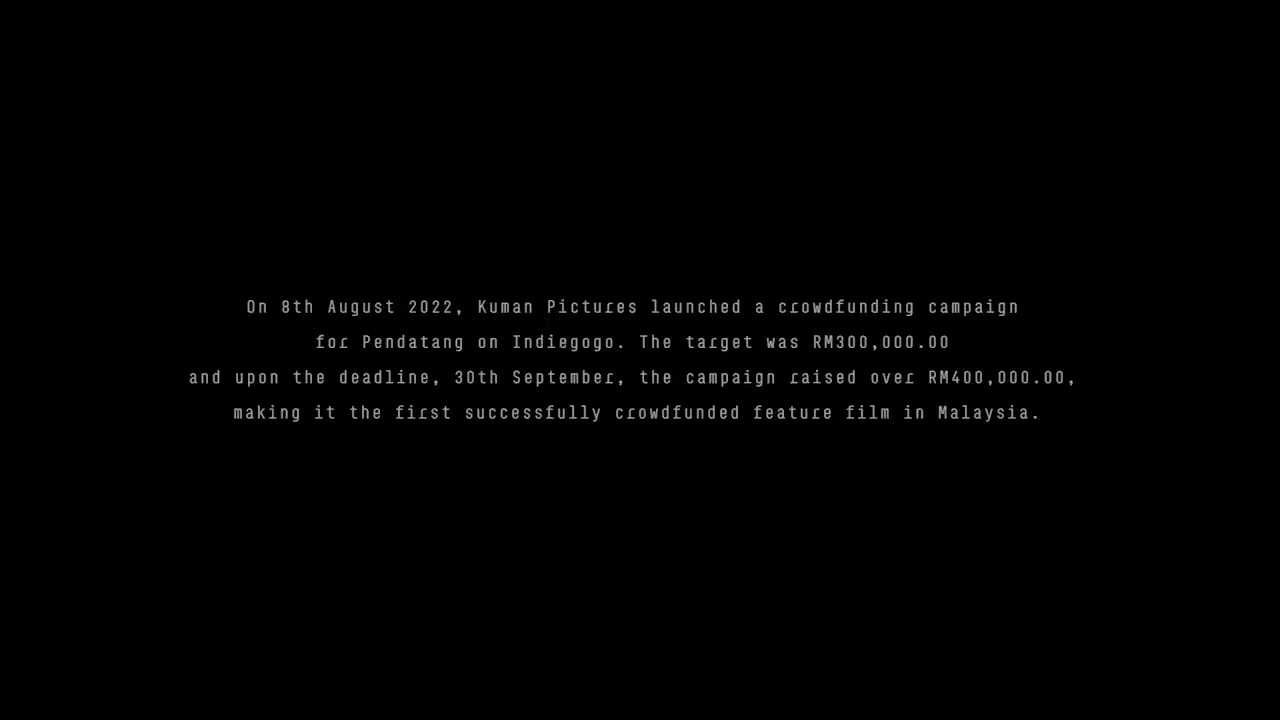 On 8th August 2022, Kuman Pictures launched a crowdfunding campaign
for Pendatang on Indiegogo. The target was RM300,000.00
and upon the deadline, 30th September, the campaign raised over RM400,000.00,
making it the first successfully crowdfunded feature film in Malaysia.